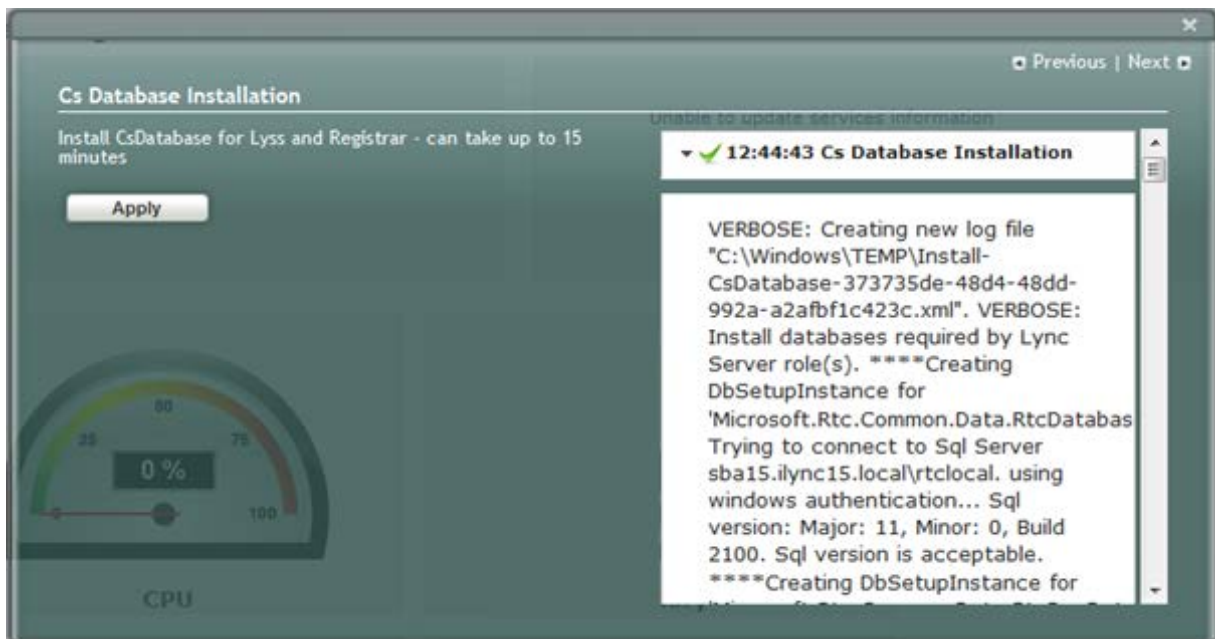 Previous | Next
Cs Database Installation
Install CsDatabase for Lyss and Registrar - can take up to 15
minutes
Apply
Unable to update services information
12:44:43 Cs Database Installation
VERBOSE: Creating new log file
"C:\Windows\TEMP\Install-
CsDatabase-373735de-48d4-48dd-
992a-a2afbf1c423c.xml". VERBOSE:
Install databases required by Lync
Server role(s). ****Creating
DbSetupInstance for
'Microsoft.Rtc.Common.Data.RtcDatabas
Trying to connect to Sql Server
sba15.ilync15.local\rtclocal. using
windows authentication... Sql
version: Major: 11, Minor: 0, Build
2100. Sql version is acceptable.
****Creating DbSetupInstance for
0
25
50
75
100
0 %
CPU